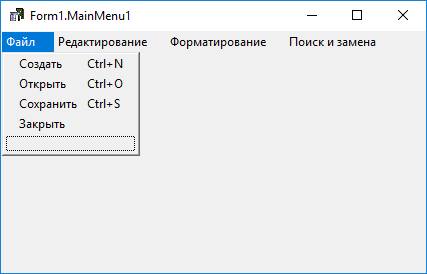 Form1.MainMenu1
Файл Редактирование Форматирование Поиск и замена
Создать Ctrl+N
Открыть Ctrl+O
Сохранить Ctrl+S
Закрыть